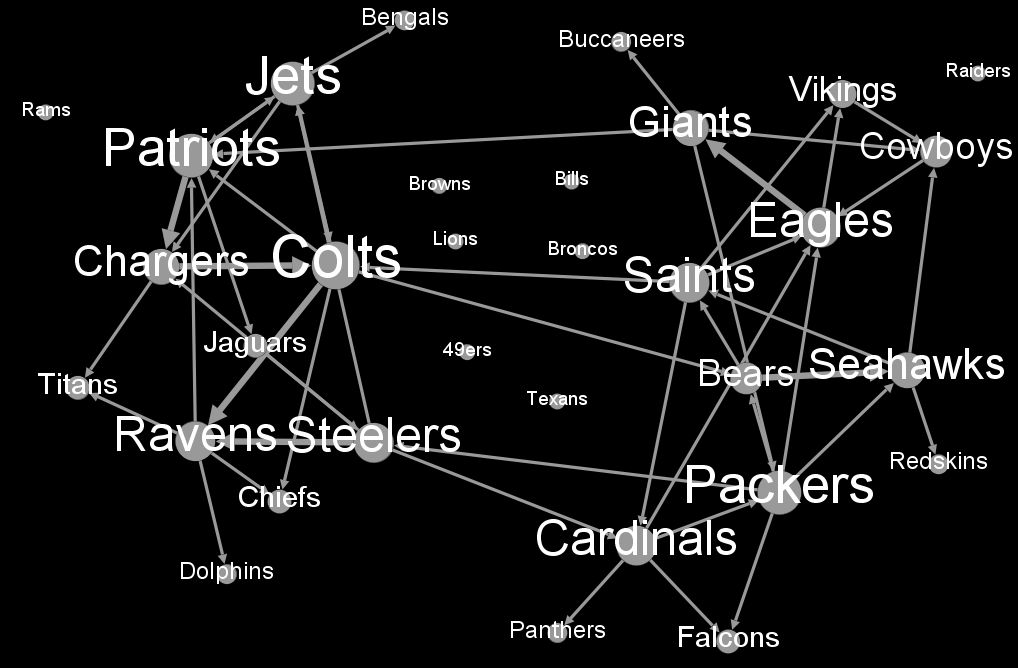 Bengals
Buccaneers
Jets
Raiders
Vikings
Rams
Giants
Patriots
Cowboys
Browns
Bills
Eagles
Lions
Broncos
Chargers
Colts
Saints
Jaguars
49ers
Seahawks
Bears
Titans
Texans
Ravens
Steelers
Redskins
Chiefs
Packers
Cardinals
Dolphins
Panthers
Falcons